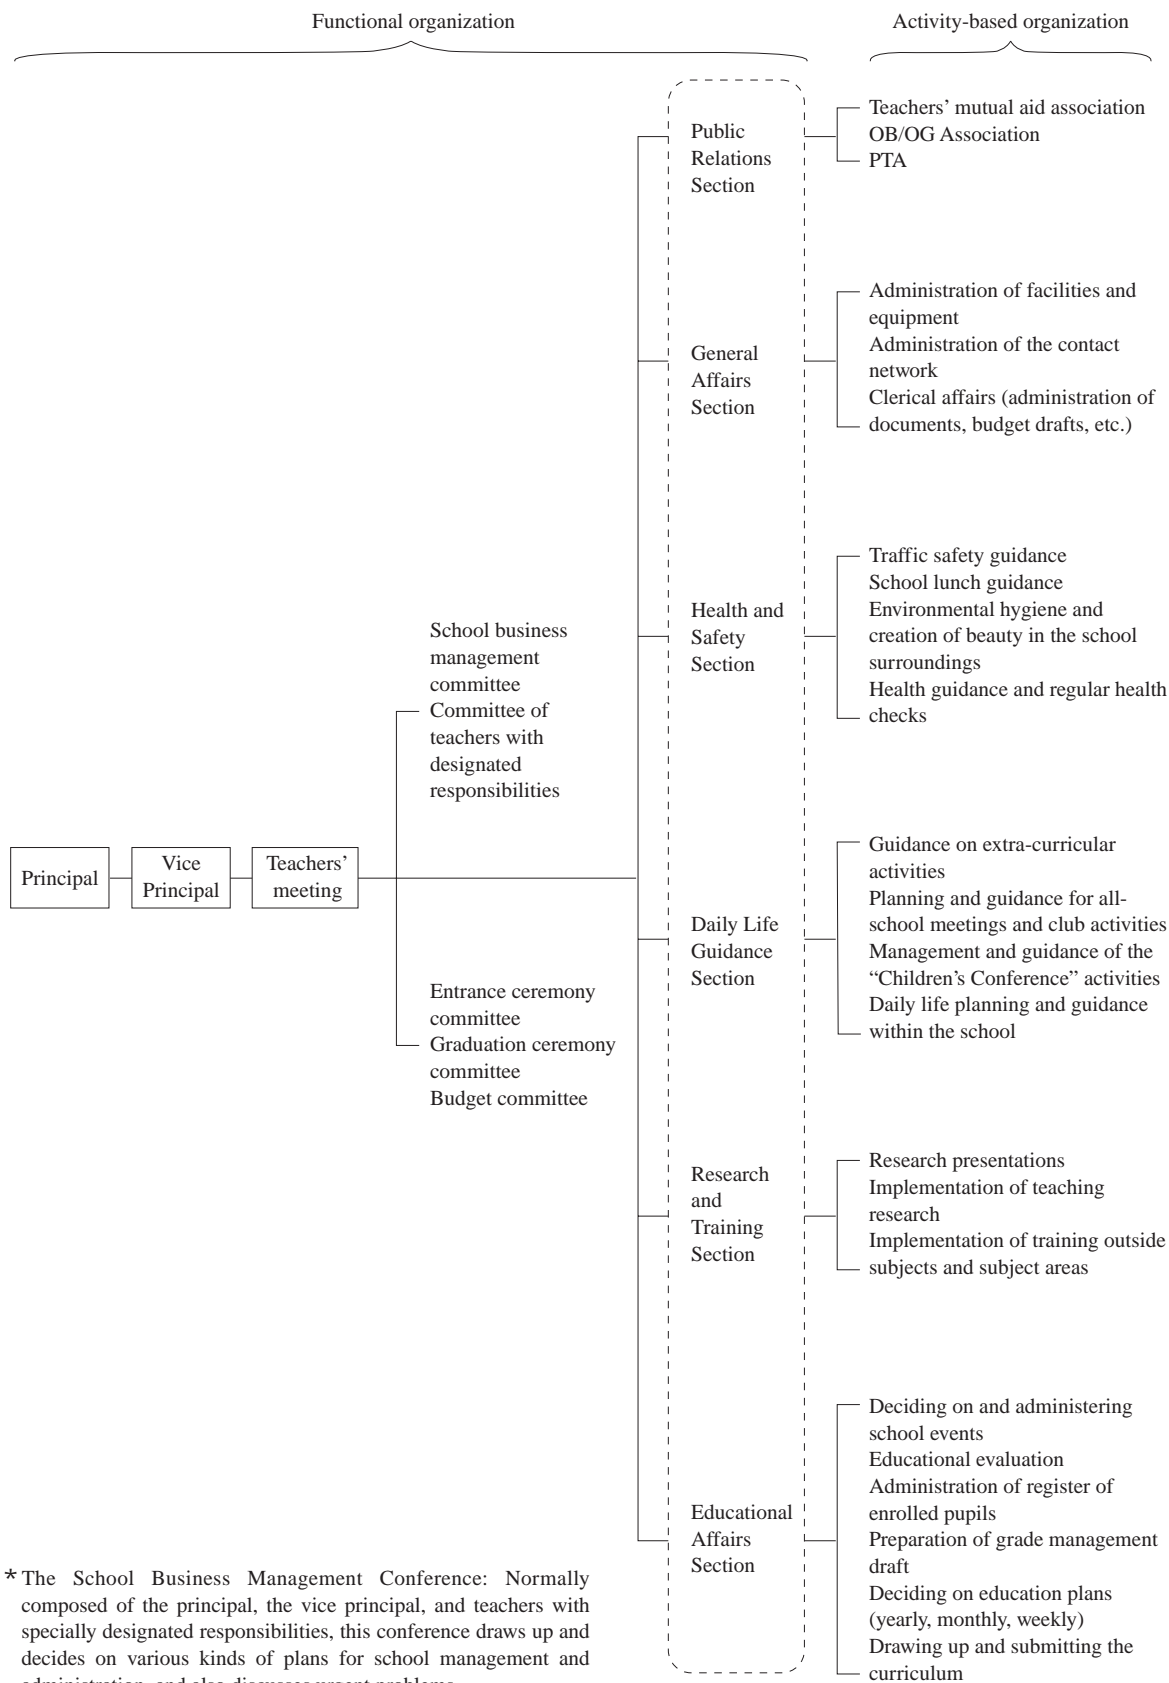 Functional organization
Activity-based organization
Public
Relations
Section
Teachers’ mutual aid association
OB/OG Association
PTA
General
Affairs
Section
Administration of facilities and
equipment
Administration of the contact
network
Clerical affairs (administration of
documents, budget drafts, etc.)
Health and
Safety
Section
Traffic safety guidance
School lunch guidance
Environmental hygiene and
creation of beauty in the school
surroundings
Health guidance and regular health
checks
School business
management
committee
Committee of
teachers with
designated
responsibilities
Principal
Vice
Principal
Teachers’
meeting
Entrance ceremony
committee
Graduation ceremony
committee
Budget committee
Daily Life
Guidance
Section
Guidance on extra-curricular
activities
Planning and guidance for all-
school meetings and club activities
Management and guidance of the
“Children’s Conference” activities
Daily life planning and guidance
within the school
Research
and
Training
Section
Research presentations
Implementation of teaching
research
Implementation of training outside
subjects and subject areas
Educational
Affairs
Section
Deciding on and administering
school events
Educational evaluation
Administration of register of
enrolled pupils
Preparation of grade management
draft
Deciding on education plans
(yearly, monthly, weekly)
Drawing up and submitting the
curriculum
* The School Business Management Conference: Normally
composed of the principal, the vice principal, and teachers with
specially designated responsibilities, this conference draws up and
decides on various kinds of plans for school management and
administration, and also discusses urgent problems